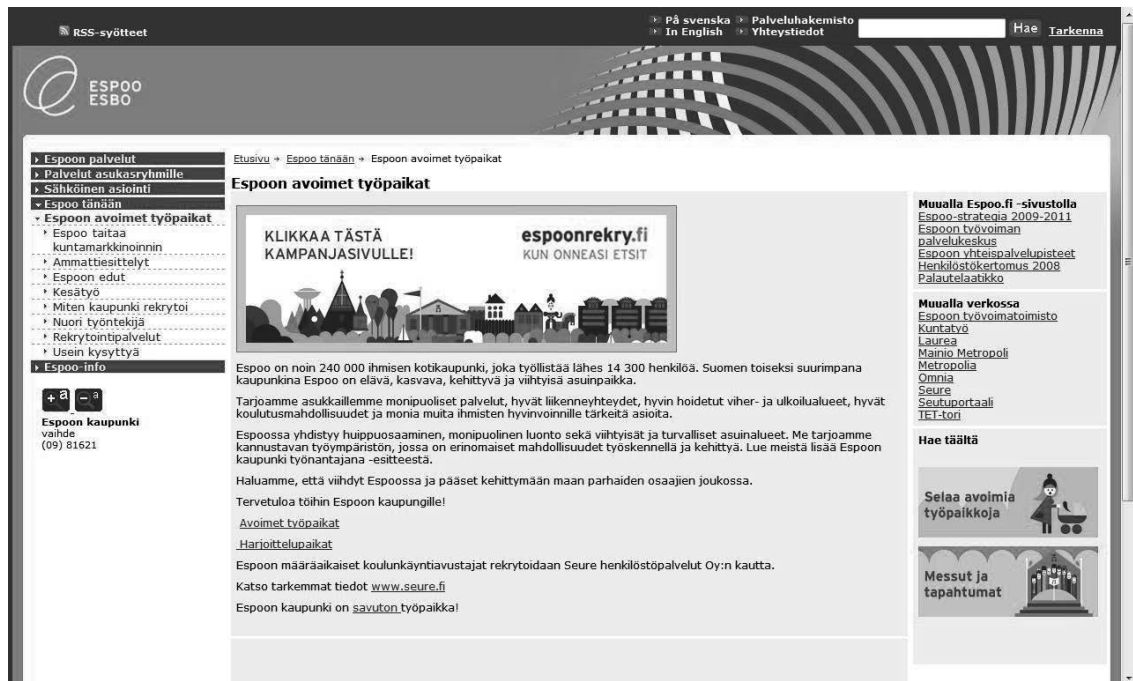 RSS-syötteet
På svenska
Palveluhakemisto
In English
Yhteystiedot
Hae
Tarkenna
ESPOO
ESBO
Espoon palvelut
Palvelut asukasryhmille
Sähköinen asiointi
Espoo tänään
Espoon avoimet työpaikat
Espoo taitaa
kuntamarkkinoinnin
Ammattiesittelyt
Espoon edut
Kesätyö
Miten kaupunki rekrytoi
Nuori työntekijä
Rekrytointipalvelut
Usein kysyttyä
Espoo-info
+ a - a
Espoon kaupunki
vaihde
(09) 81621
Etusivu → Espoo tänään → Espoon avoimet työpaikat
Espoon avoimet työpaikat
KLIKKAA TÄSTÄ
KAMPANJASIVULLE!
espoonrekry.fi
KUN ONNEASI ETSIT
Espoo on noin 240 000 ihmisen kotikaupunki, joka työllistää lähes 14 300 henkilöä. Suomen toiseksi suurimpana
kaupunkina Espoo on elävä, kasvava, kehittyvä ja viihtyisä asuinpaikka.
Tarjoamme asukkaillemme monipuoliset palvelut, hyvät liikenneyhteydet, hyvin hoidetut viher- ja ulkoilualueet, hyvät
koulutusmahdollisuudet ja monia muita ihmisten hyvinvoinnille tärkeitä asioita.
Espoossa yhdistyy huippuosaaminen, monipuolinen luonto sekä viihtyisät ja turvalliset asuinalueet. Me tarjoamme
kannustavan työympäristön, jossa on erinomaiset mahdollisuudet työskennellä ja kehittyä. Lue meistä lisää Espoon
kaupunki työnantajana -esitteestä.
Haluamme, että viihdyt Espoossa ja pääset kehittymään maan parhaiden osaajien joukossa.
Tervetuloa töihin Espoon kaupungille!
Avoimet työpaikat
Harjoittelupaikat
Espoon määräaikaiset koulunkäyntiavustajat rekrytoidaan Seure henkilöstöpalvelut Oy:n kautta.
Katso tarkemmat tiedot www.seure.fi
Espoon kaupunki on savuton työpaikka!
Muualla Espoo.fi -sivustolla
Espoo-strategia 2009-2011
Espoon työvoiman
palvelukeskus
Espoon yhteispalvelupisteet
Henkilöstökertomus 2008
Palautelaatikko
Muualla verkossa
Espoon työvoimatoimisto
Kuntatyö
Laurea
Mainio Metropoli
Metropolia
Omnia
Seure
Seutuportaali
TET-tori
Hae täältä
Selaa avoimia
työpaikkoja
Messut ja
tapahtumat